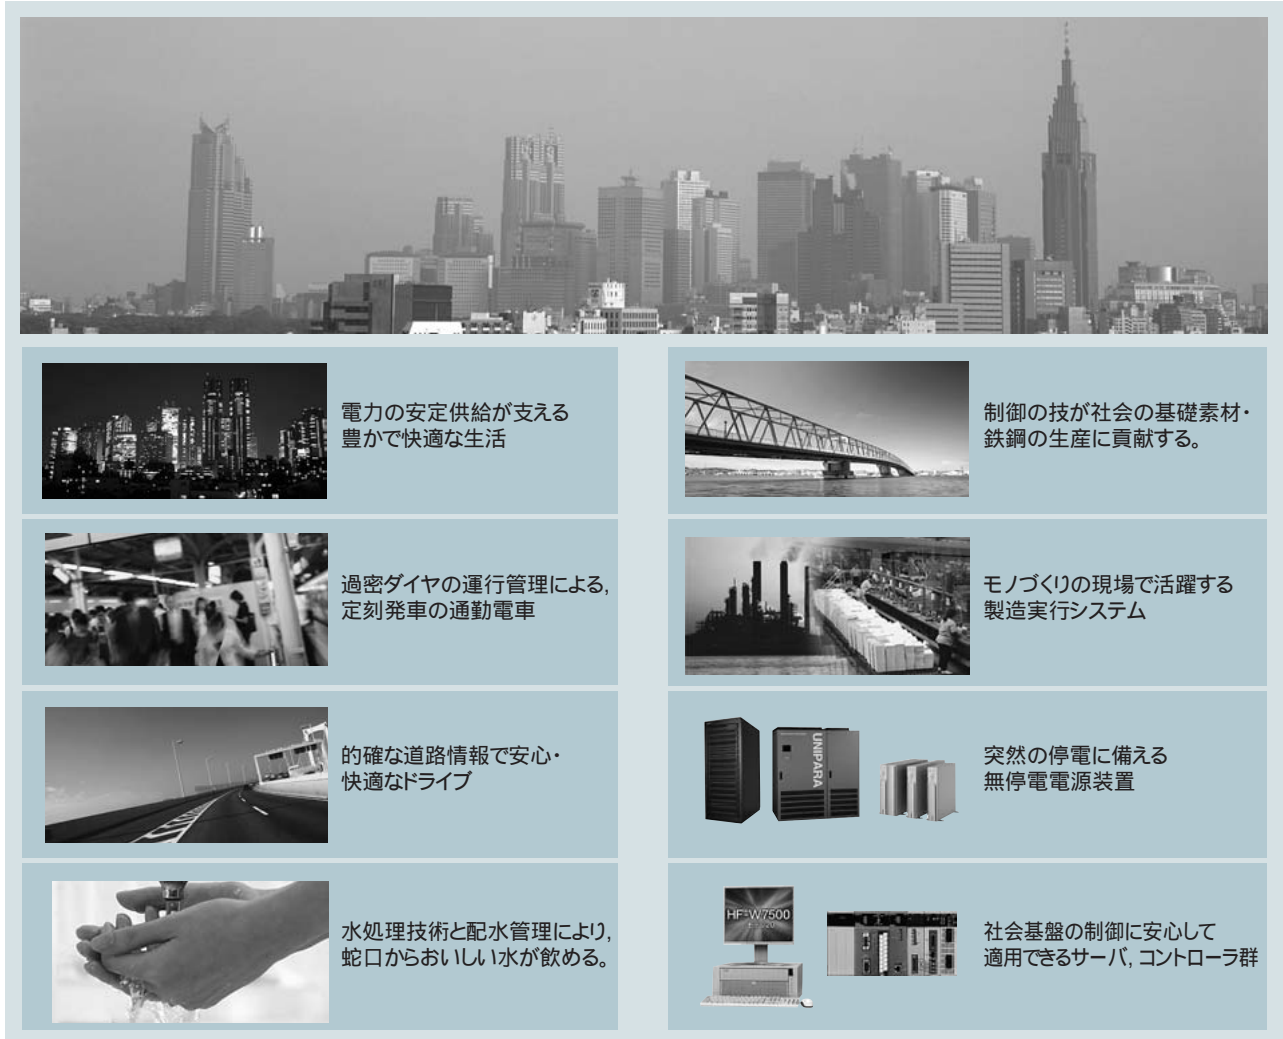 電力の安定供給が支える
豊かで快適な生活
過密ダイヤの運行管理による,
定刻発車の通勤電車
的確な道路情報で安心・
快適なドライブ
水処理技術と配水管理により,
蛇口からおいしい水が飲める。
制御の技が社会の基礎素材・
鉄鋼の生産に貢献する。
モノづくりの現場で活躍する
製造実行システム
UNIPARA
突然の停電に備える
無停電電源装置
HF-W7500
社会基盤の制御に安心して
適用できるサーバ, コントローラ群